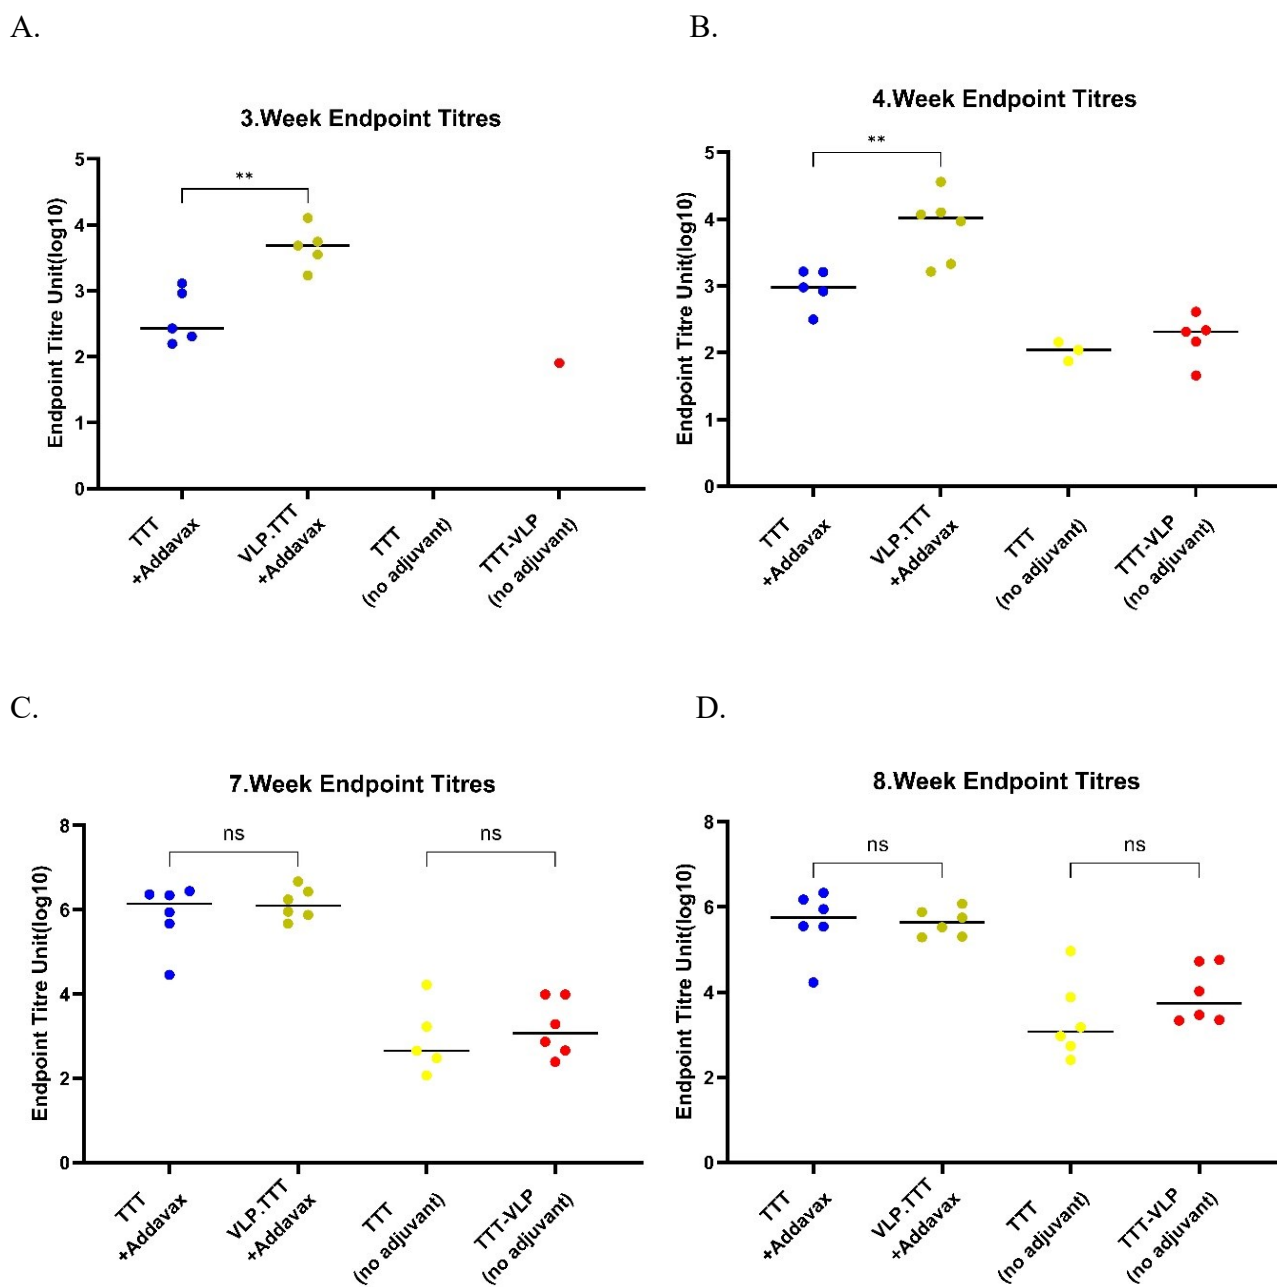 A.
B.
3.Week Endpoint Titres
**
Endpoint Titre Unit(log10)
5
4
3
2
1
0
TTT
+Addavax
VLP.TTT
+Addavax
TTT
(no adjuvant)
TTT-VLP
(no adjuvant)
4.Week Endpoint Titres
**
Endpoint Titre Unit(log10)
5
4
3
2
1
0
TTT
+Addavax
VLP.TTT
+Addavax
TTT
(no adjuvant)
TTT-VLP
(no adjuvant)
C.
D.
7.Week Endpoint Titres
ns
ns
Endpoint Titre Unit(log10)
8
6
4
2
0
TTT
+Addavax
VLP.TTT
+Addavax
TTT
(no adjuvant)
TTT-VLP
(no adjuvant)
8.Week Endpoint Titres
ns
ns
Endpoint Titre Unit(log10)
8
6
4
2
0
TTT
+Addavax
VLP.TTT
+Addavax
TTT
(no adjuvant)
TTT-VLP
(no adjuvant)